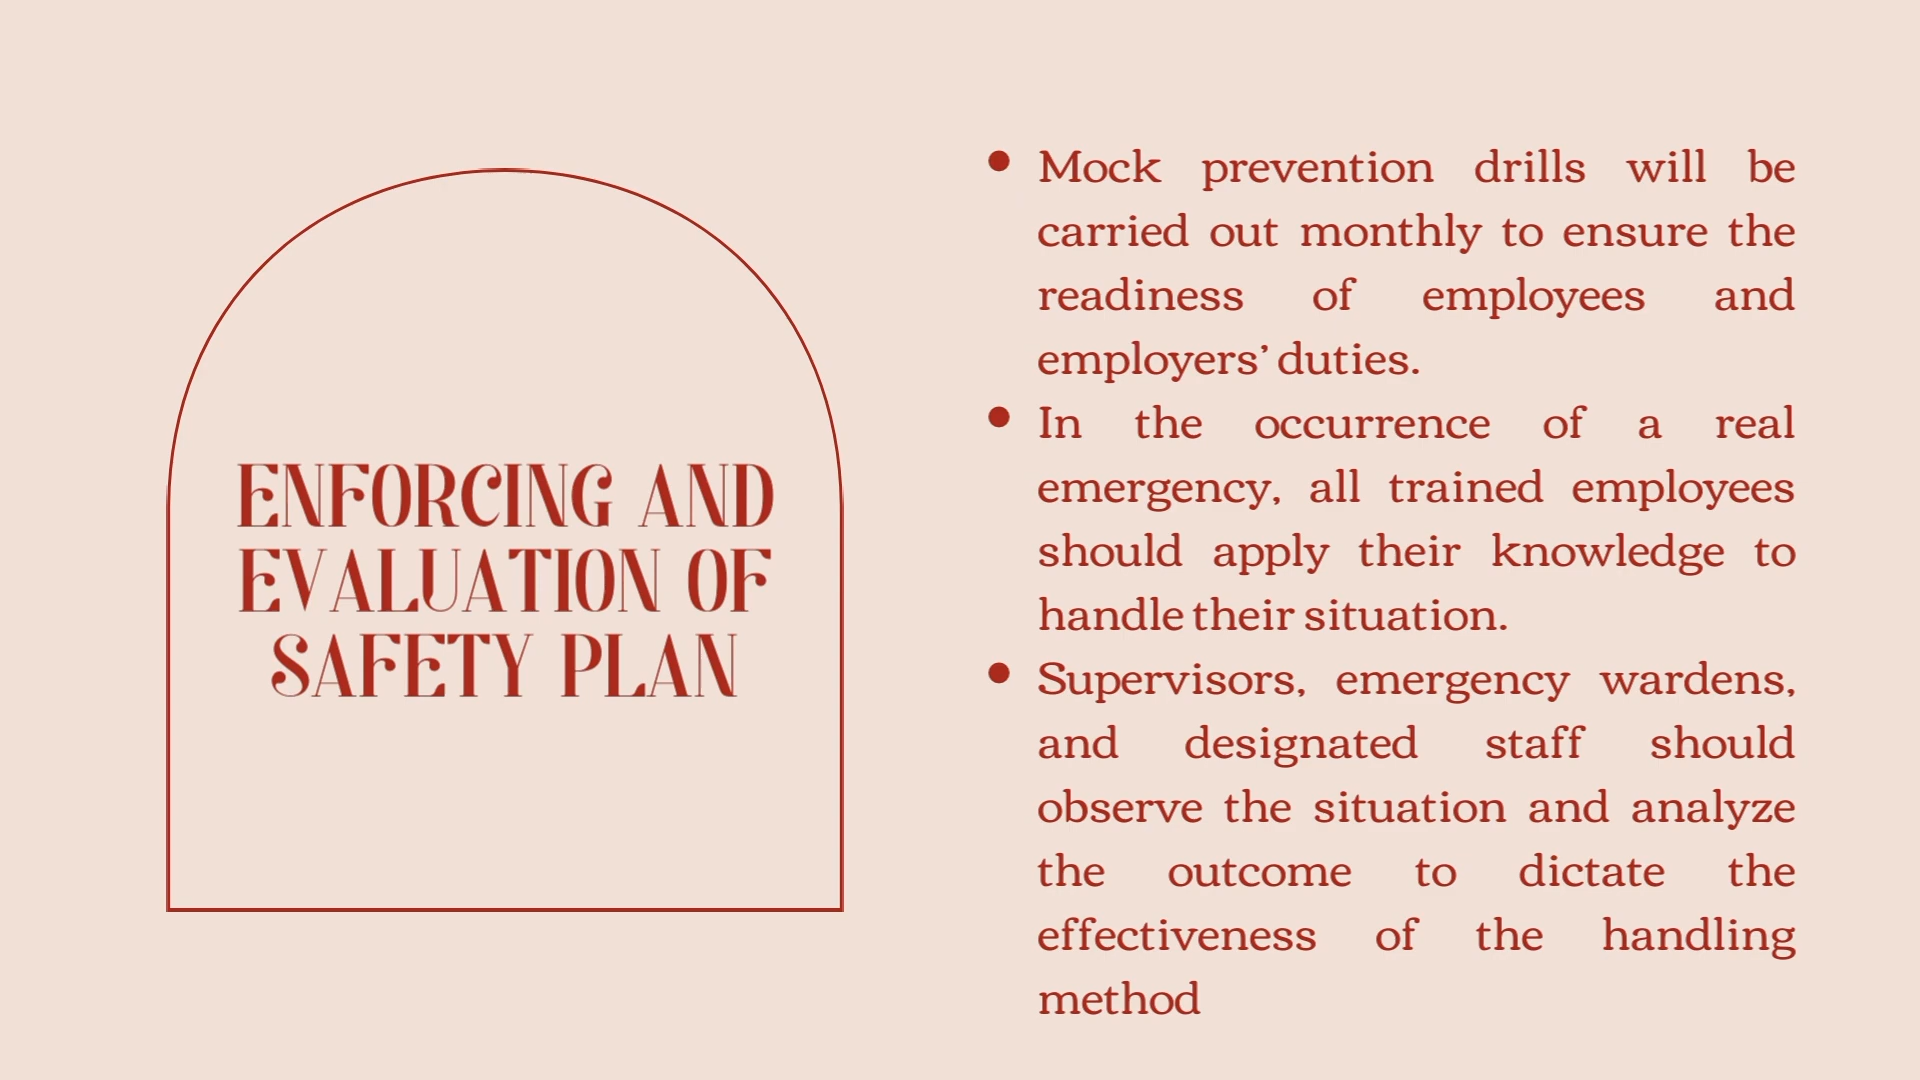 ENFORCING AND
EVALUATION OF
SAFETY PLAN
• Mock prevention drills will be
carried out monthly to ensure the
readiness of employees and
employers’ duties.
• In the occurrence of a real
emergency, all trained employees
should apply their knowledge to
handle their situation.
• Supervisors, emergency wardens,
and designated staff should
observe the situation and analyze
the outcome to dictate the
effectiveness of the handling
method